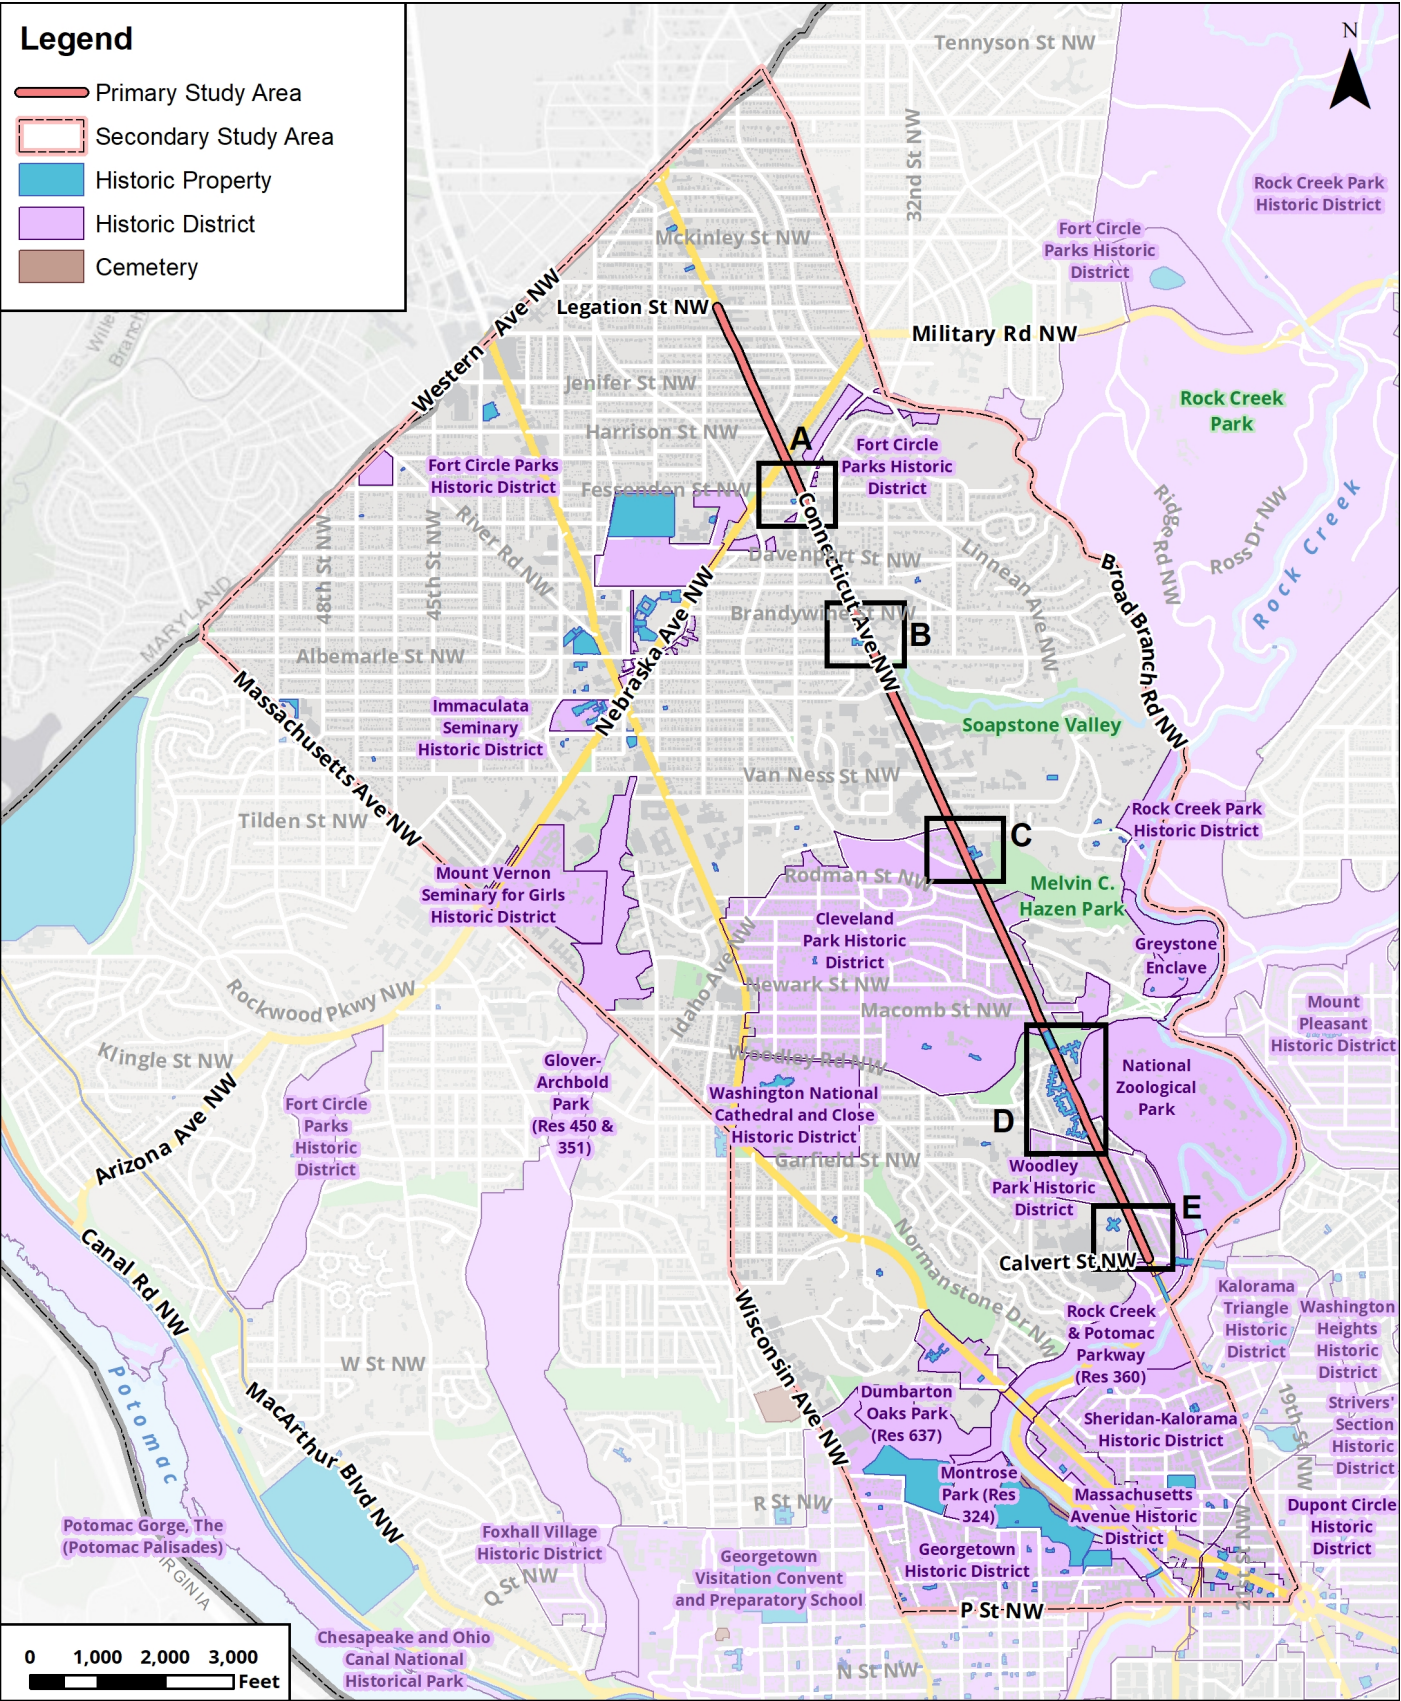 Legend
Primary Study Area
Secondary Study Area
Historic Property
Historic District
Cemetery
N
Tennyson St NW
32nd St NW
Rock Creek Park
Historic District
Fort Circle
Parks Historic
District
Mckinley St NW
Legation St NW
Military Rd NW
Western Ave NW
Jenifer St NW
Harrison St NW
Rock Creek
Park
A
Fort Circle
Parks Historic
District
Fort Circle Parks
Historic District
Fessenden St NW
Connecticut Ave NW
River Rd NW
48th St NW
45th St NW
Davenport St NW
Linnean Ave NW
Ridge Rd NW
Ross Dr NW
Rock Creek
Broad Branch Rd NW
MARYLAND
Brandywine St NW
B
Nebraska Ave NW
Albemarle St NW
Massachusetts Ave NW
Immaculata
Seminary
Historic District
Soapstone Valley
Van Ness St NW
Tilden St NW
C
Rock Creek Park
Historic District
Mount Vernon
Seminary for Girls
Historic District
Rodman St NW
Melvin C.
Hazen Park
Cleveland
Park Historic
District
Greystone
Enclave
Idaho Ave NW
Newark St NW
Macomb St NW
Rockwood Pkwy NW
Mount
Pleasant
Historic District
Klingle St NW
Woodley Rd NW
Glover-
Archbold
Park
(Res 450 &
351)
National
Zoological
Park
Washington National
Cathedral and Close
Historic District
D
Fort Circle
Parks
Historic
District
Arizona Ave NW
Garfield St NW
Woodley
Park Historic
District
E
Canal Rd NW
Normanstone Dr NW
Calvert St NW
Kalorama
Triangle
Historic
District
Washington
Heights
Historic
District
Rock Creek
& Potomac
Parkway
(Res 360)
Wisconsin Ave NW
W St NW
Potomac
MacArthur Blvd NW
Dumbarton
Oaks Park
(Res 637)
Sheridan-Kalorama
Historic District
19th St NW
Strivers'
Section
Historic
District
Montrose
Park (Res
324)
R St NW
Massachusetts
Avenue Historic
District
Dupont Circle
Historic
District
Potomac Gorge, The
(Potomac Palisades)
Foxhall Village
Historic District
Georgetown
Visitation Convent
and Preparatory School
Georgetown
Historic District
21st St NW
Q St NW
P St NW
Chesapeake and Ohio
Canal National
Historical Park
N St NW
0 1,000 2,000 3,000
Feet